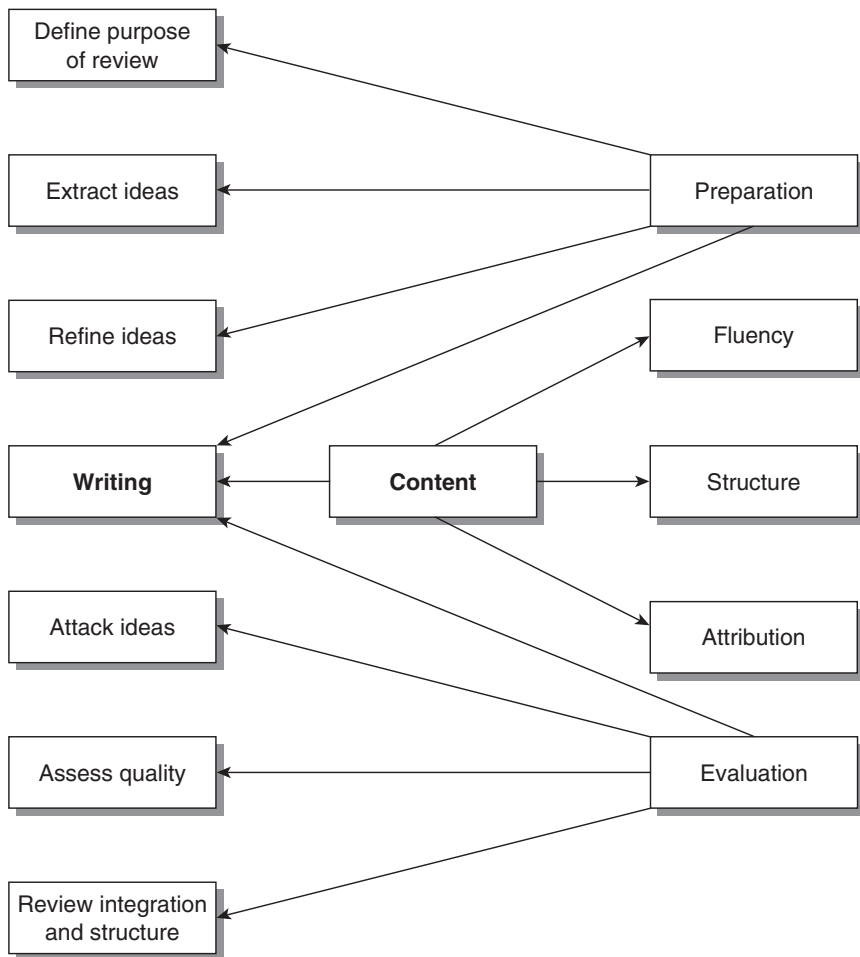 Define purpose
of review
Extract ideas
Preparation
Refine ideas
Fluency
Writing
Content
Structure
Attack ideas
Attribution
Assess quality
Evaluation
Review integration
and structure